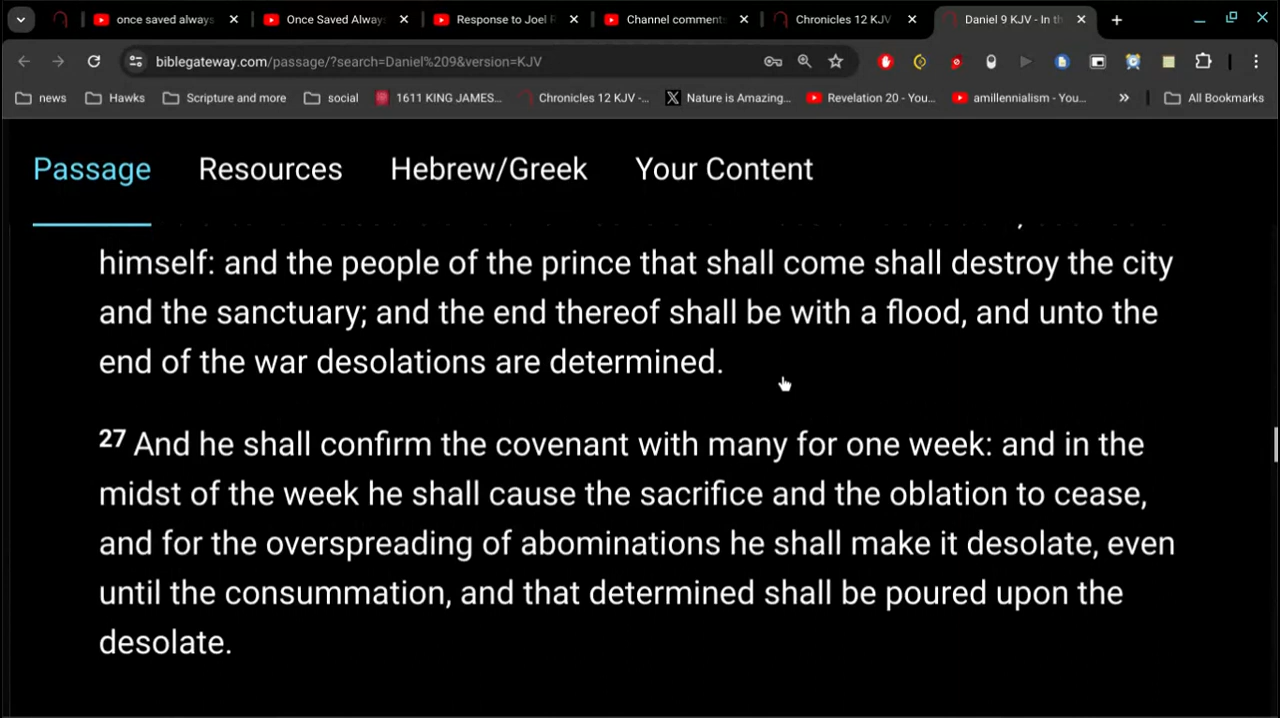 once saved always
Once Saved Alway
Response to Joel R
Channel comments
Chronicles 12 KJV
Daniel 9 KJV - In th
biblegateway.com/passage/?search=Daniel%209&version=KJV
news
Hawks
Scripture and more
social
1611 KING JAMES...
Chronicles 12 KJV -...
Nature is Amazing...
Revelation 20 - You...
amillennialism - You...
All Bookmarks
Passage
Resources
Hebrew/Greek
Your Content
himself: and the people of the prince that shall come shall destroy the city
and the sanctuary; and the end thereof shall be with a flood, and unto the
end of the war desolations are determined.
27 And he shall confirm the covenant with many for one week: and in the
midst of the week he shall cause the sacrifice and the oblation to cease,
and for the overspreading of abominations he shall make it desolate, even
until the consummation, and that determined shall be poured upon the
desolate.